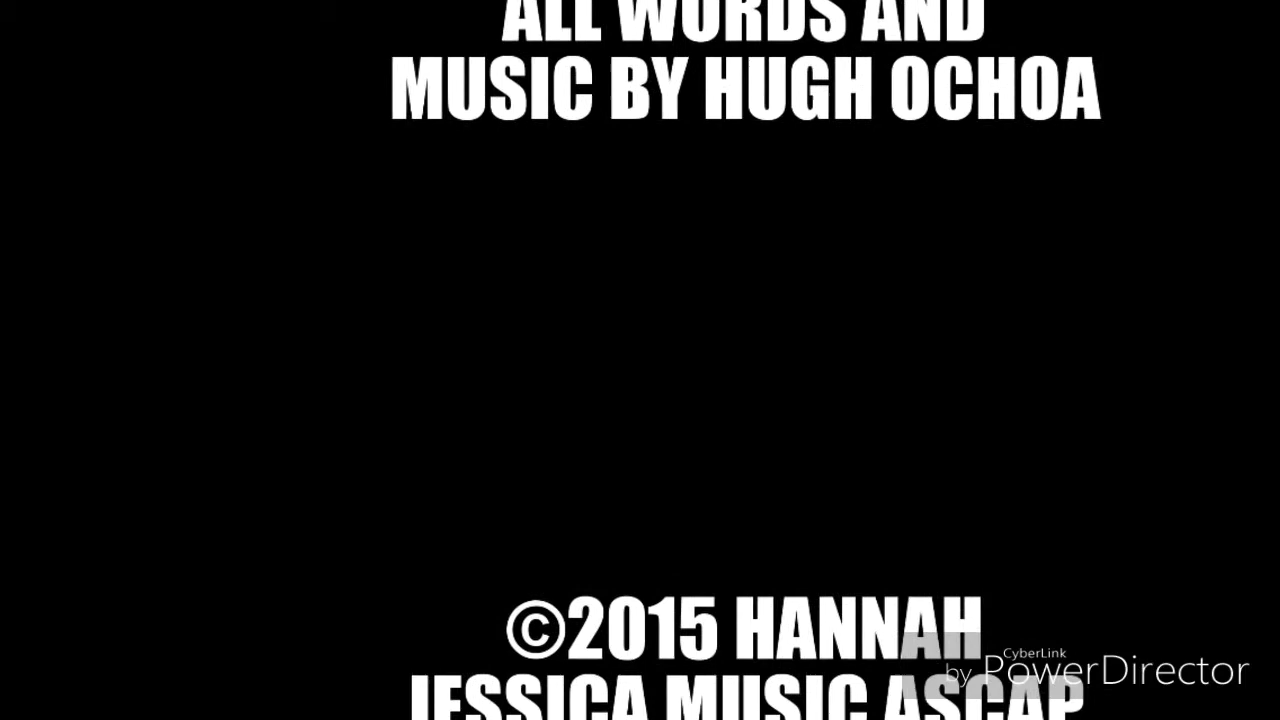 ALL WORDS AND
MUSIC BY HUGH OCHOA
©2015 HANNAH
JESSICA MUSIC ASCAP
CyberLink
by PowerDirector